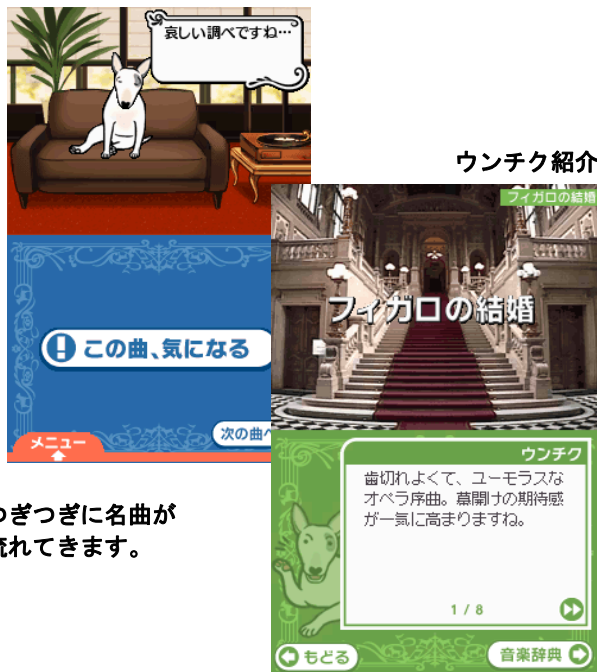 哀しい調べですね…
ウンチク紹介
フィガロの結婚
フィガロの結婚
この曲、気になる
次の曲へ
メニュー
ウンチク
歯切れよくて、ユーモラスな
オペラ序曲。幕開けの期待感
が一気に高まりますね。
1 / 8
もどる
音楽辞典
つぎつぎに名曲が
流れてきます。